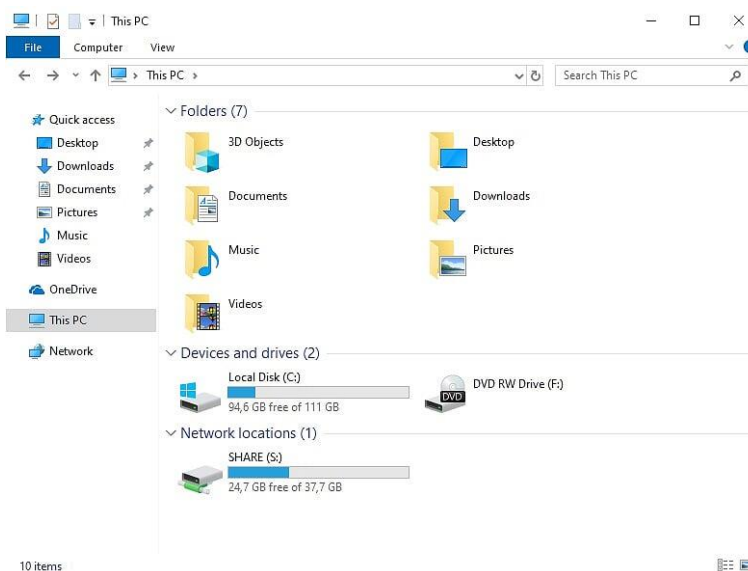 This PC
File Computer View
This PC
Search This PC
Quick access
Desktop
Downloads
Documents
Pictures
Music
Videos
OneDrive
This PC
Network
Folders (7)
3D Objects
Desktop
Documents
Downloads
Music
Pictures
Videos
Devices and drives (2)
Local Disk (C:)
94,6 GB free of 111 GB
DVD RW Drive (F:)
DVD
Network locations (1)
SHARE (S:)
24,7 GB free of 37,7 GB
10 items